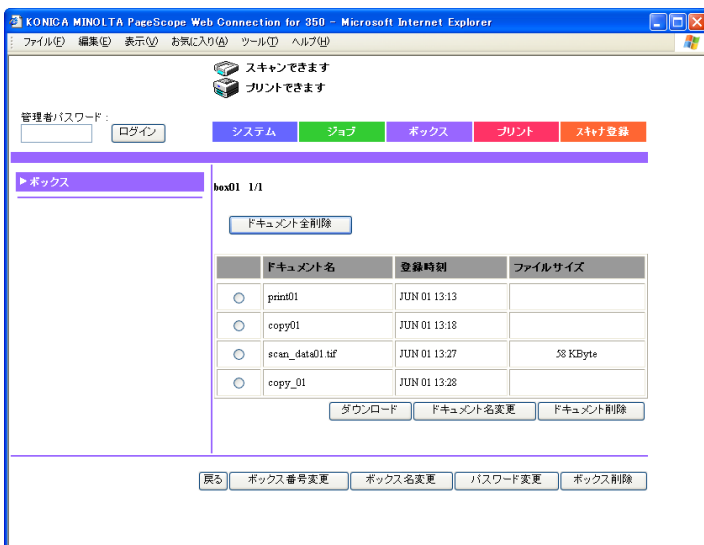 KONICA MINOLTA PageScope Web Connection for 350 - Microsoft Internet Explorer
ファイル(F) 編集(E) 表示(V) お気に入り(A) ツール(T) ヘルプ(H)
スキャンできます
プリントできます
管理者パスワード:
ログイン
システム ジョブ ボックス プリント スキャナ登録
ボックス
box01 1/1
ドキュメント全削除
ドキュメント名 登録時刻 ファイルサイズ
print01 JUN 01 13:13
copy01 JUN 01 13:18
scan_data01.tif JUN 01 13:27 58 KByte
copy_01 JUN 01 13:28
ダウンロード ドキュメント名変更 ドキュメント削除
戻る ボックス番号変更 ボックス名変更 パスワード変更 ボックス削除